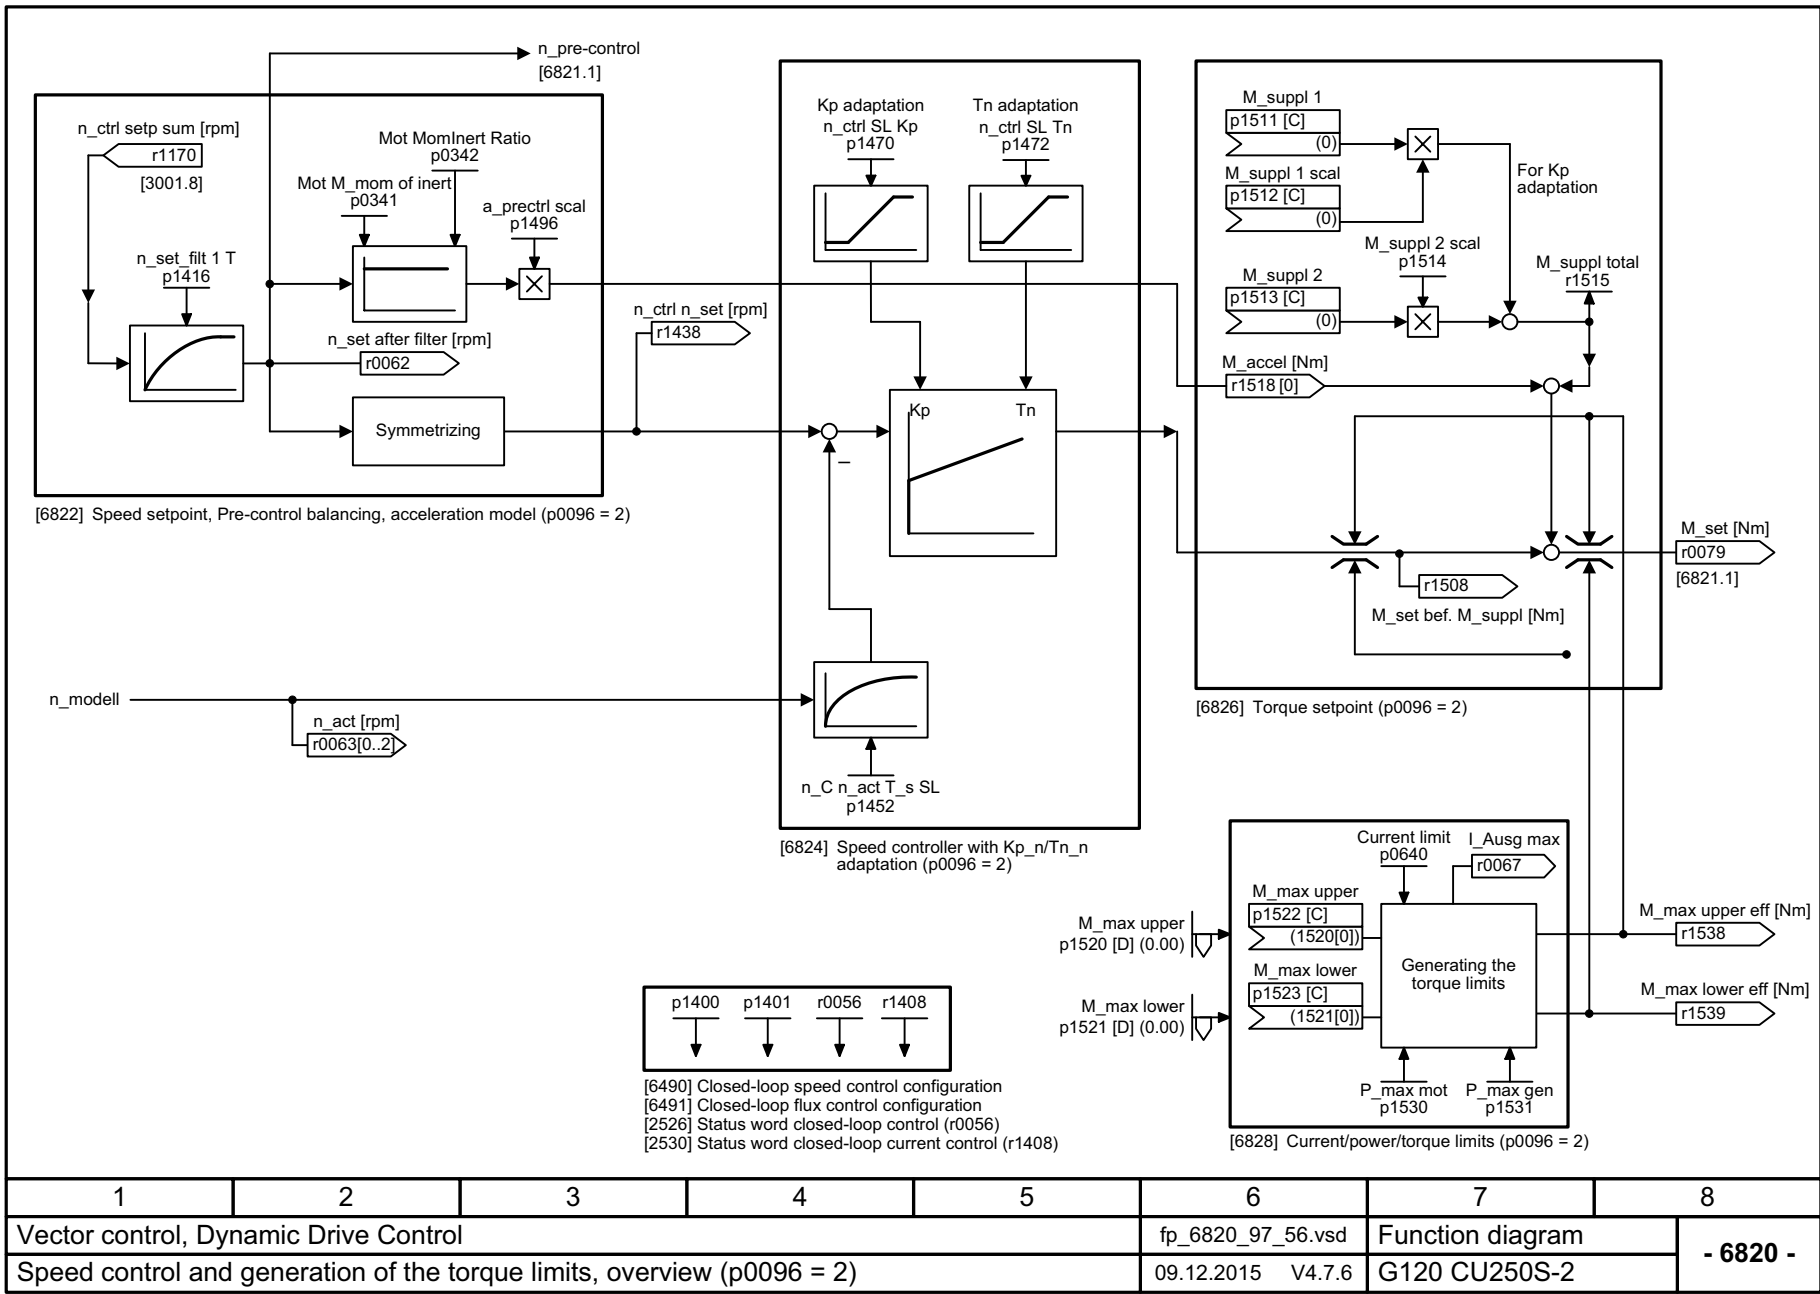 n_pre-control
[6821.1]
n_ctrl setp sum [rpm]
r1170
[3001.8]
Mot MomInert Ratio
p0342
Mot M_mom of inert
p0341
a_prectrl scal
p1496
n_set_filt 1 T
p1416
n_set after filter [rpm]
r0062
Symmetrizing
[6822] Speed setpoint, Pre-control balancing, acceleration model (p0096 = 2)
n_ctrl n_set [rpm]
r1438
n_modell
n_act [rpm]
r0063[0..2]
Kp adaptation
n_ctrl SL Kp
p1470
Tn adaptation
n_ctrl SL Tn
p1472
Kp
Tn
–
n_C n_act T_s SL
p1452
[6824] Speed controller with Kp_n/Tn_n
adaptation (p0096 = 2)
M_suppl 1
p1511 [C]
(0)
M_suppl 1 scal
p1512 [C]
(0)
For Kp
adaptation
M_suppl 2 scal
p1514
M_suppl 2
p1513 [C]
(0)
M_suppl total
r1515
M_accel [Nm]
r1518 [0]
r1508
M_set bef. M_suppl [Nm]
M_set [Nm]
r0079
[6821.1]
[6826] Torque setpoint (p0096 = 2)
Current limit
p0640
I_Ausg max
r0067
M_max upper
p1522 [C]
(1520[0])
M_max upper
p1520 [D] (0.00)
M_max lower
p1523 [C]
(1521[0])
M_max lower
p1521 [D] (0.00)
Generating the
torque limits
M_max upper eff [Nm]
r1538
M_max lower eff [Nm]
r1539
P_max mot
p1530
P_max gen
p1531
[6828] Current/power/torque limits (p0096 = 2)
p1400 p1401 r0056 r1408
[6490] Closed-loop speed control configuration
[6491] Closed-loop flux control configuration
[2526] Status word closed-loop control (r0056)
[2530] Status word closed-loop current control (r1408)
1 2 3 4 5 6 7 8
Vector control, Dynamic Drive Control
fp_6820_97_56.vsd
Function diagram
- 6820 -
Speed control and generation of the torque limits, overview (p0096 = 2)
09.12.2015 V4.7.6
G120 CU250S-2